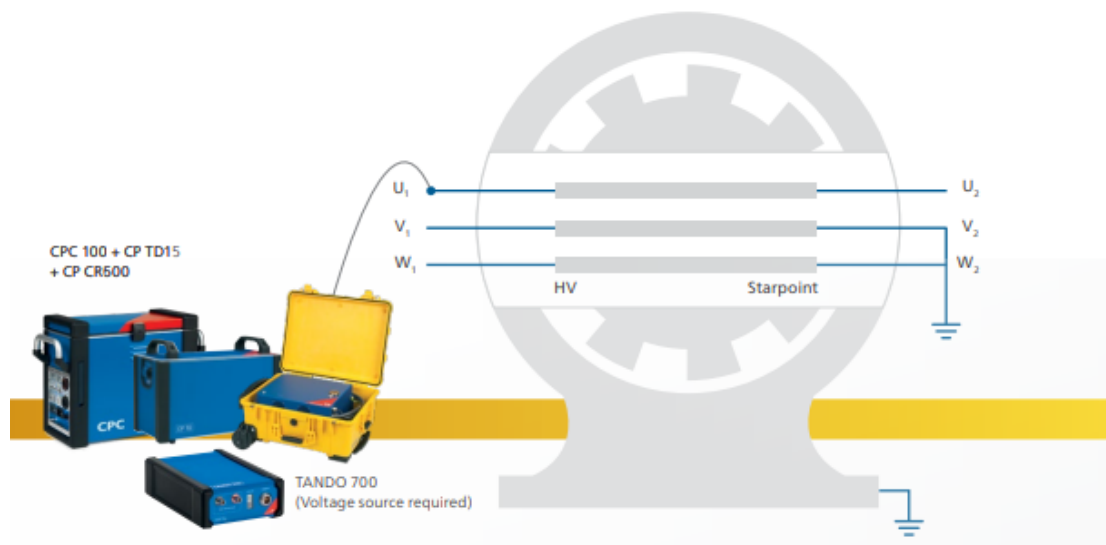 U₁
U₂
V₁
V₂
CPC 100 + CP TD15
+ CP CR600
W₁
W₂
HV
Starpoint
CPC
TANDO 700
(Voltage source required)